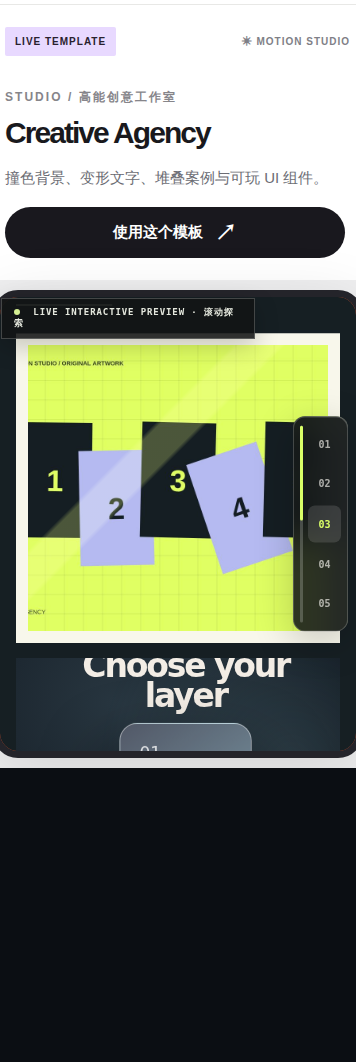 LIVE TEMPLATE
✷ MOTION STUDIO
STUDIO / 高能创意工作室
Creative Agency
撞色背景、变形文字、堆叠案例与可玩 UI 组件。
使用这个模板 ↗
LIVE INTERACTIVE PREVIEW · 滚动探
索
N STUDIO / ORIGINAL ARTWORK
1
2
3
4
01
02
03
04
05
ENCY
Choose your
layer
01